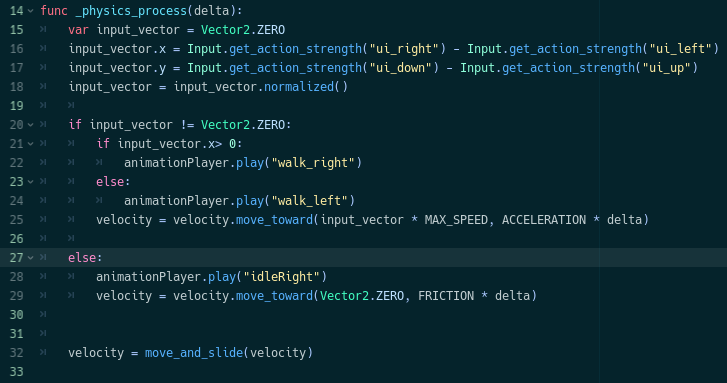 14 func _physics_process(delta):
15 var input_vector = Vector2.ZERO
16 input_vector.x = Input.get_action_strength("ui_right") - Input.get_action_strength("ui_left")
17 input_vector.y = Input.get_action_strength("ui_down") - Input.get_action_strength("ui_up")
18 input_vector = input_vector.normalized()
19
20 if input_vector != Vector2.ZERO:
21 if input_vector.x> 0:
22 animationPlayer.play("walk_right")
23 else:
24 animationPlayer.play("walk_left")
25 velocity = velocity.move_toward(input_vector * MAX_SPEED, ACCELERATION * delta)
26
27 else:
28 animationPlayer.play("idleRight")
29 velocity = velocity.move_toward(Vector2.ZERO, FRICTION * delta)
30
31
32 velocity = move_and_slide(velocity)
33